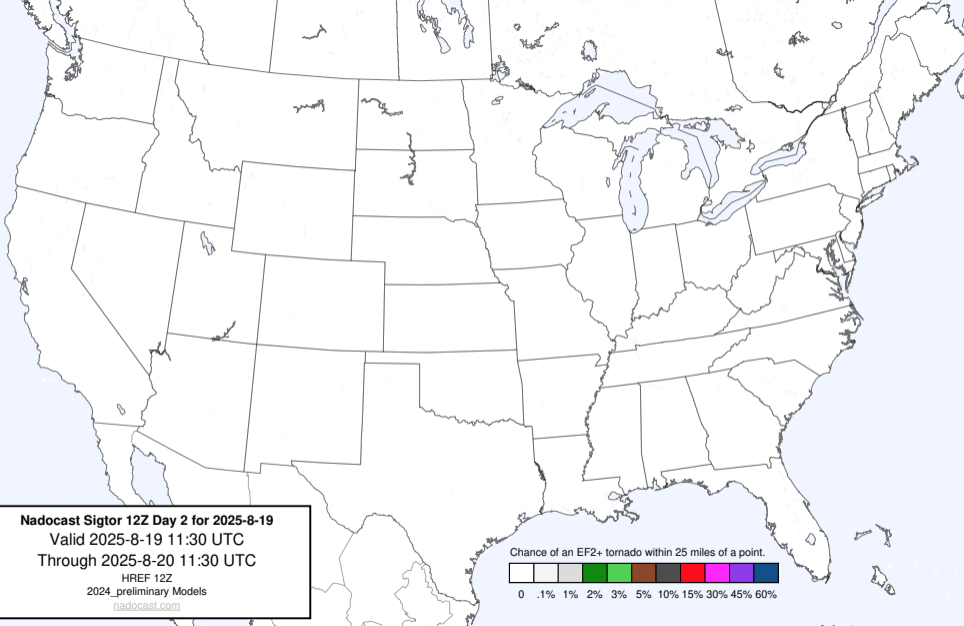 Nadocast Sigtor 12Z Day 2 for 2025-8-19
Valid 2025-8-19 11:30 UTC
Through 2025-8-20 11:30 UTC
HREF 12Z
2024_preliminary Models
nadocast.com
Chance of an EF2+ tornado within 25 miles of a point.
0 .1% 1% 2% 3% 5% 10% 15% 30% 45% 60%